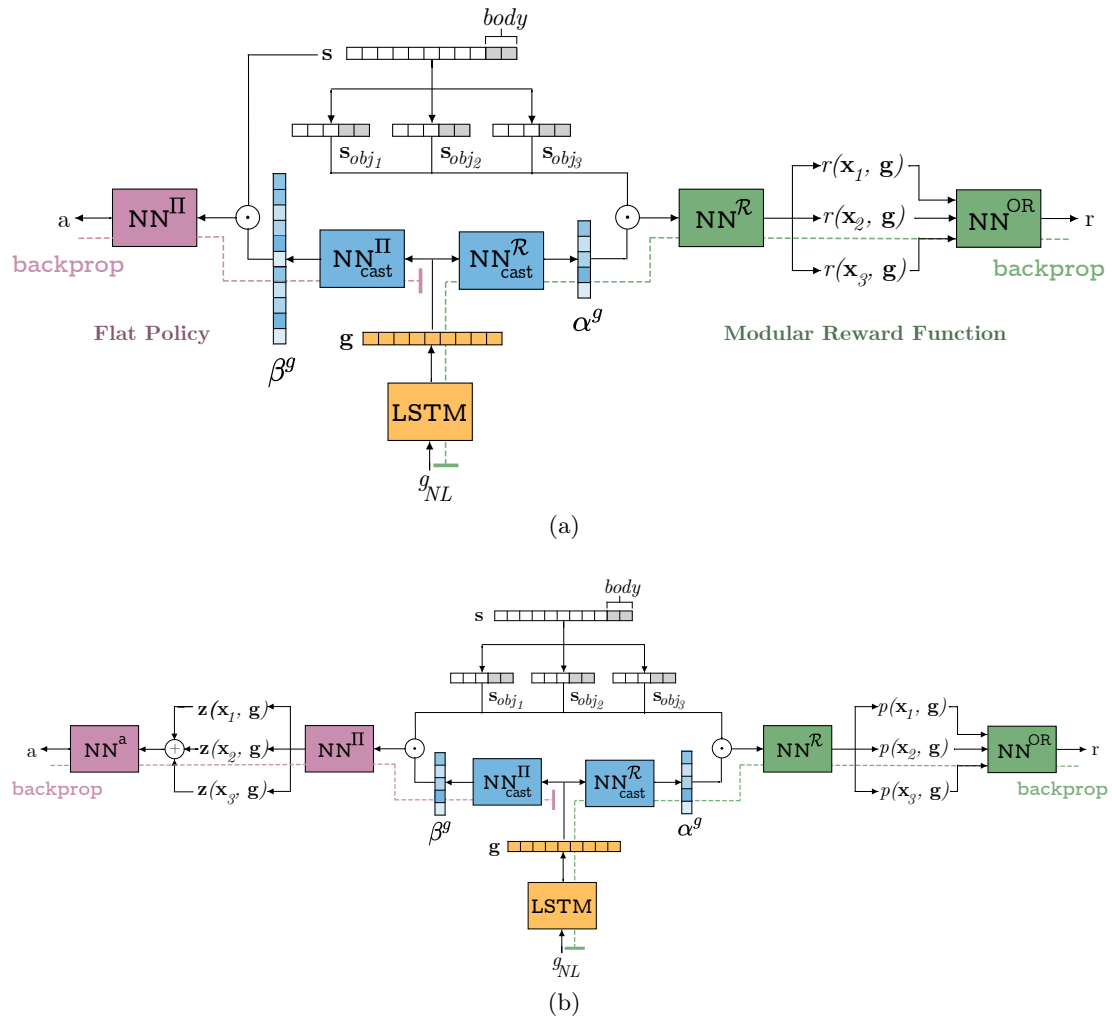 body
s
s_obj1 s_obj2 s_obj3
a NN^Π NN^Π_cast NN^R_cast NN^R r(x_1, g) r(x_2, g) r(x_3, g) NN^OR r
backprop backprop
Flat Policy β^g g α^g Modular Reward Function
LSTM
g_NL
(a)
body
s
s_obj1 s_obj2 s_obj3
a NN^a z(x_1, g) z(x_2, g) + z(x_3, g) NN^Π NN^Π_cast NN^R_cast NN^R p(x_1, g) p(x_2, g) p(x_3, g) NN^OR r
backprop backprop
β^g α^g
g
LSTM
g_NL
(b)